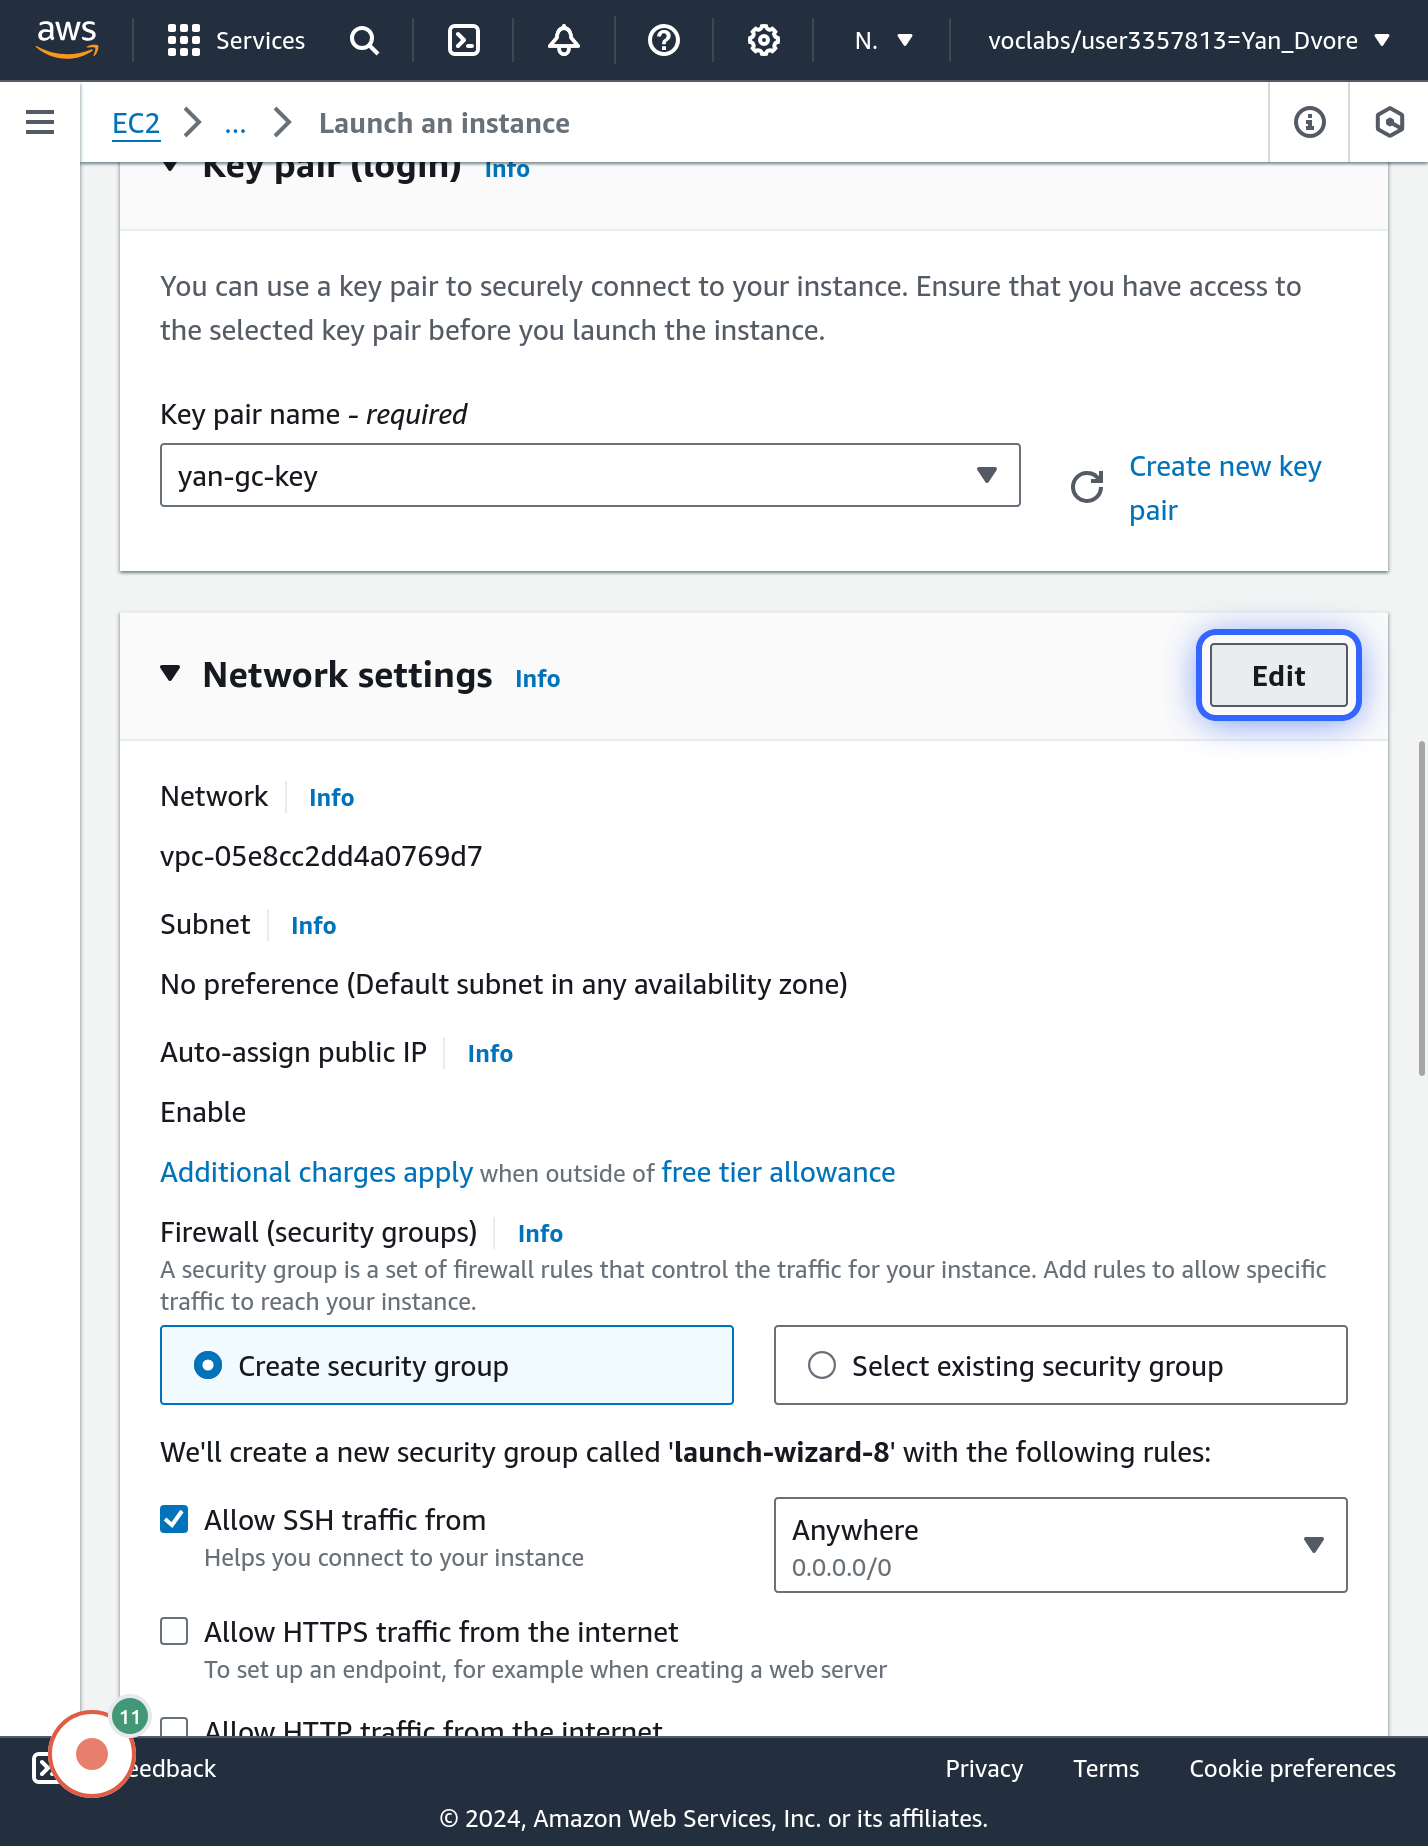 aws
Services
N.
voclabs/user3357813=Yan_Dvore
EC2
...
Launch an instance
Key pair (login) Info
You can use a key pair to securely connect to your instance. Ensure that you have access to
the selected key pair before you launch the instance.
Key pair name - required
yan-gc-key
Create new key
pair
Network settings Info
Edit
Network Info
vpc-05e8cc2dd4a0769d7
Subnet Info
No preference (Default subnet in any availability zone)
Auto-assign public IP Info
Enable
Additional charges apply when outside of free tier allowance
Firewall (security groups) Info
A security group is a set of firewall rules that control the traffic for your instance. Add rules to allow specific
traffic to reach your instance.
Create security group
Select existing security group
We'll create a new security group called 'launch-wizard-8' with the following rules:
Allow SSH traffic from
Helps you connect to your instance
Anywhere
0.0.0.0/0
Allow HTTPS traffic from the internet
To set up an endpoint, for example when creating a web server
Allow HTTP traffic from the internet
11
eedback
Privacy
Terms
Cookie preferences
© 2024, Amazon Web Services, Inc. or its affiliates.